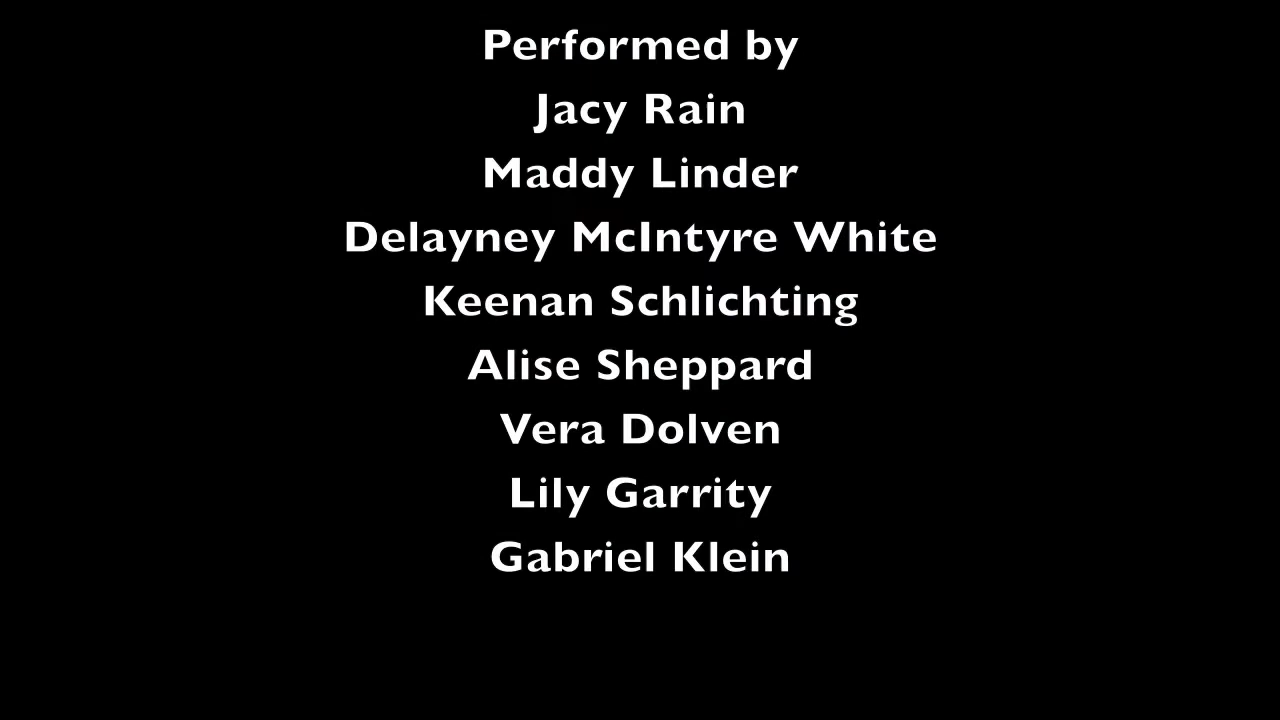 Performed by
Jacy Rain
Maddy Linder
Delayney McIntyre White
Keenan Schlichting
Alise Sheppard
Vera Dolven
Lily Garrity
Gabriel Klein